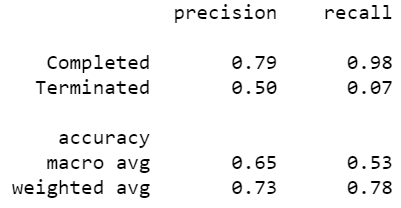 precision recall
Completed 0.79 0.98
Terminated 0.50 0.07
accuracy
macro avg 0.65 0.53
weighted avg 0.73 0.78